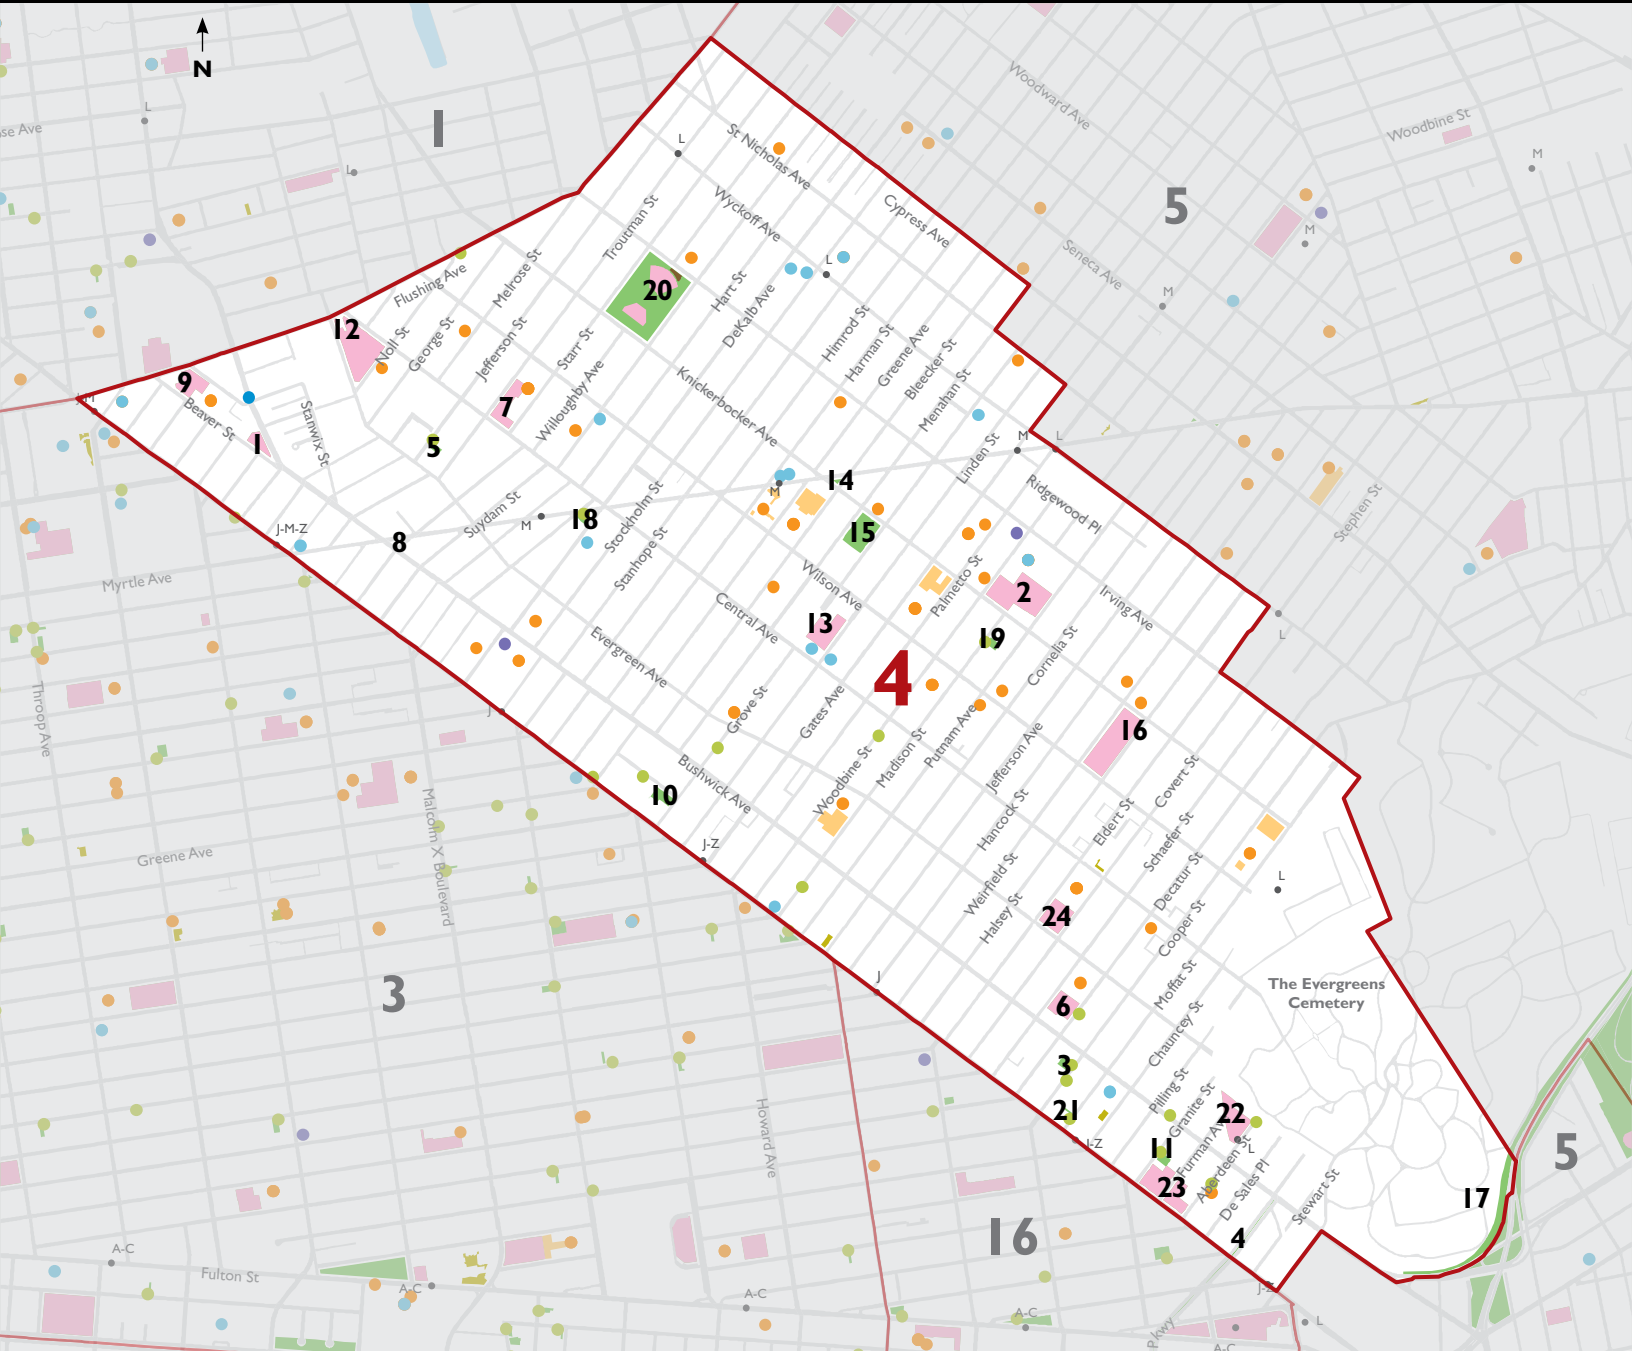 N
L
L
L
L
M
M
M
L
M
L
M
M
J-M-Z
J
J-Z
J
J-Z
L
L
L
J-Z
A-C
A-C
A-C
A-C
A-C
L
1
5
3
16
5
4
Woodward Ave
Woodbine St
Seneca Ave
Stephen St
St Nicholas Ave
Wyckoff Ave
Cypress Ave
Troutman St
Flushing Ave
Melrose St
Hart St
DeKalb Ave
Noll St
George St
Jefferson St
Starr St
Willoughby Ave
Himrod St
Harman St
Greene Ave
Bleecker St
Menahan St
Linden St
Knickerbocker Ave
Ridgewood Pl
Beaver St
Stanwix St
Suydam St
Stockholm St
Stanhope St
Wilson Ave
Central Ave
Palmetto St
Irving Ave
Cornelia St
Evergreen Ave
Grove St
Gates Ave
Bushwick Ave
Woodbine St
Madison St
Putnam Ave
Jefferson Ave
Hancock St
Weirfield St
Halsey St
Eldert St
Covert St
Schaefer St
Decatur St
Cooper St
Moffat St
Chauncey St
Pilling St
Granite St
Furman Ave
Aberdeen St
De Sales Pl
Stewart St
The Evergreens
Cemetery
Myrtle Ave
Throop Ave
Greene Ave
Malcolm X Boulevard
Howard Ave
Fulton St
Pkwy
20
12
9
7
1
5
14
15
18
8
2
13
19
16
10
24
6
3
21
22
11
23
4
17